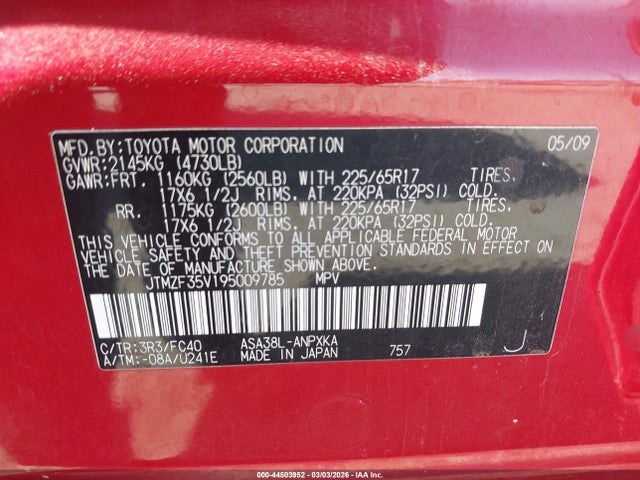 MFD.BY:TOYOTA MOTOR CORPORATION 05/09
GVWR:2145KG (4730LB)
GAWR:FRT. 1160KG (2560LB) WITH 225/65R17 TIRES.
17X6 1/2J RIMS. AT 220KPA (32PSI) COLD.
RR. 1175KG (2600LB) WITH 225/65R17 TIRES.
17X6 1/2J RIMS. AT 220KPA (32PSI) COLD.
THIS VEHICLE CONFORMS TO ALL APPLICABLE FEDERAL MOTOR
VEHICLE SAFETY AND THEFT PREVENTION STANDARDS IN EFFECT ON
THE DATE OF MANUFACTURE SHOWN ABOVE.
JTMZF35V195009785 MPV
C/TR:3R3/FC40 ASA38L-ANPXKA
A/TM:-08A/U241E MADE IN JAPAN 757 J
000-44503952 - 03/03/2026 - IAA Inc.